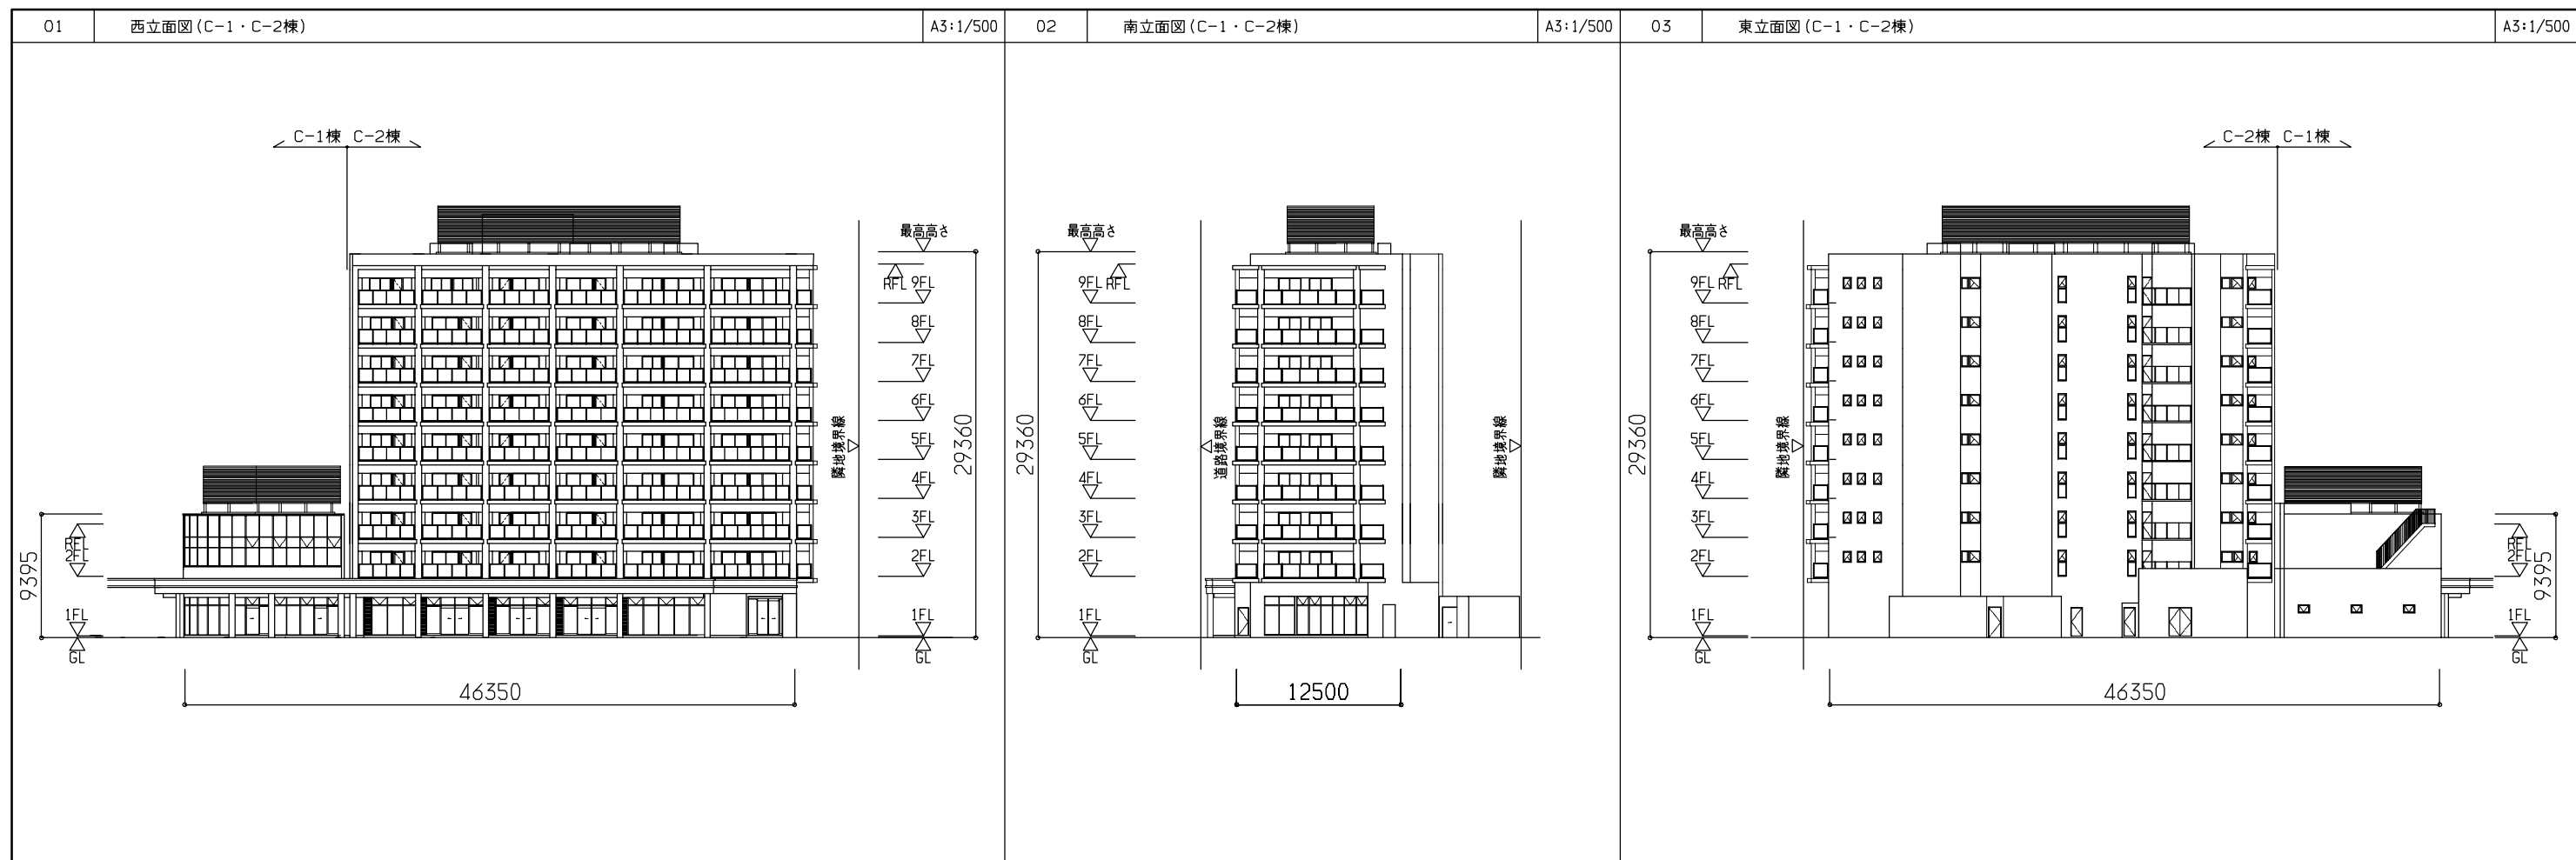 01
西立面図(C-1・C-2棟)
A3:1/500
C-1棟 C-2棟
最高高さ
RFL
9FL
8FL
7FL
6FL
5FL
4FL
3FL
2FL
1FL
GL
29360
隣地境界線
9395
RFL
2FL
1FL
GL
46350
02
南立面図(C-1・C-2棟)
A3:1/500
最高高さ
9FL
RFL
8FL
7FL
6FL
5FL
4FL
3FL
2FL
1FL
GL
29360
道路境界線
隣地境界線
12500
03
東立面図(C-1・C-2棟)
A3:1/500
C-2棟 C-1棟
最高高さ
9FL
RFL
8FL
7FL
6FL
5FL
4FL
3FL
2FL
1FL
GL
29360
隣地境界線
RFL
2FL
1FL
GL
9395
46350